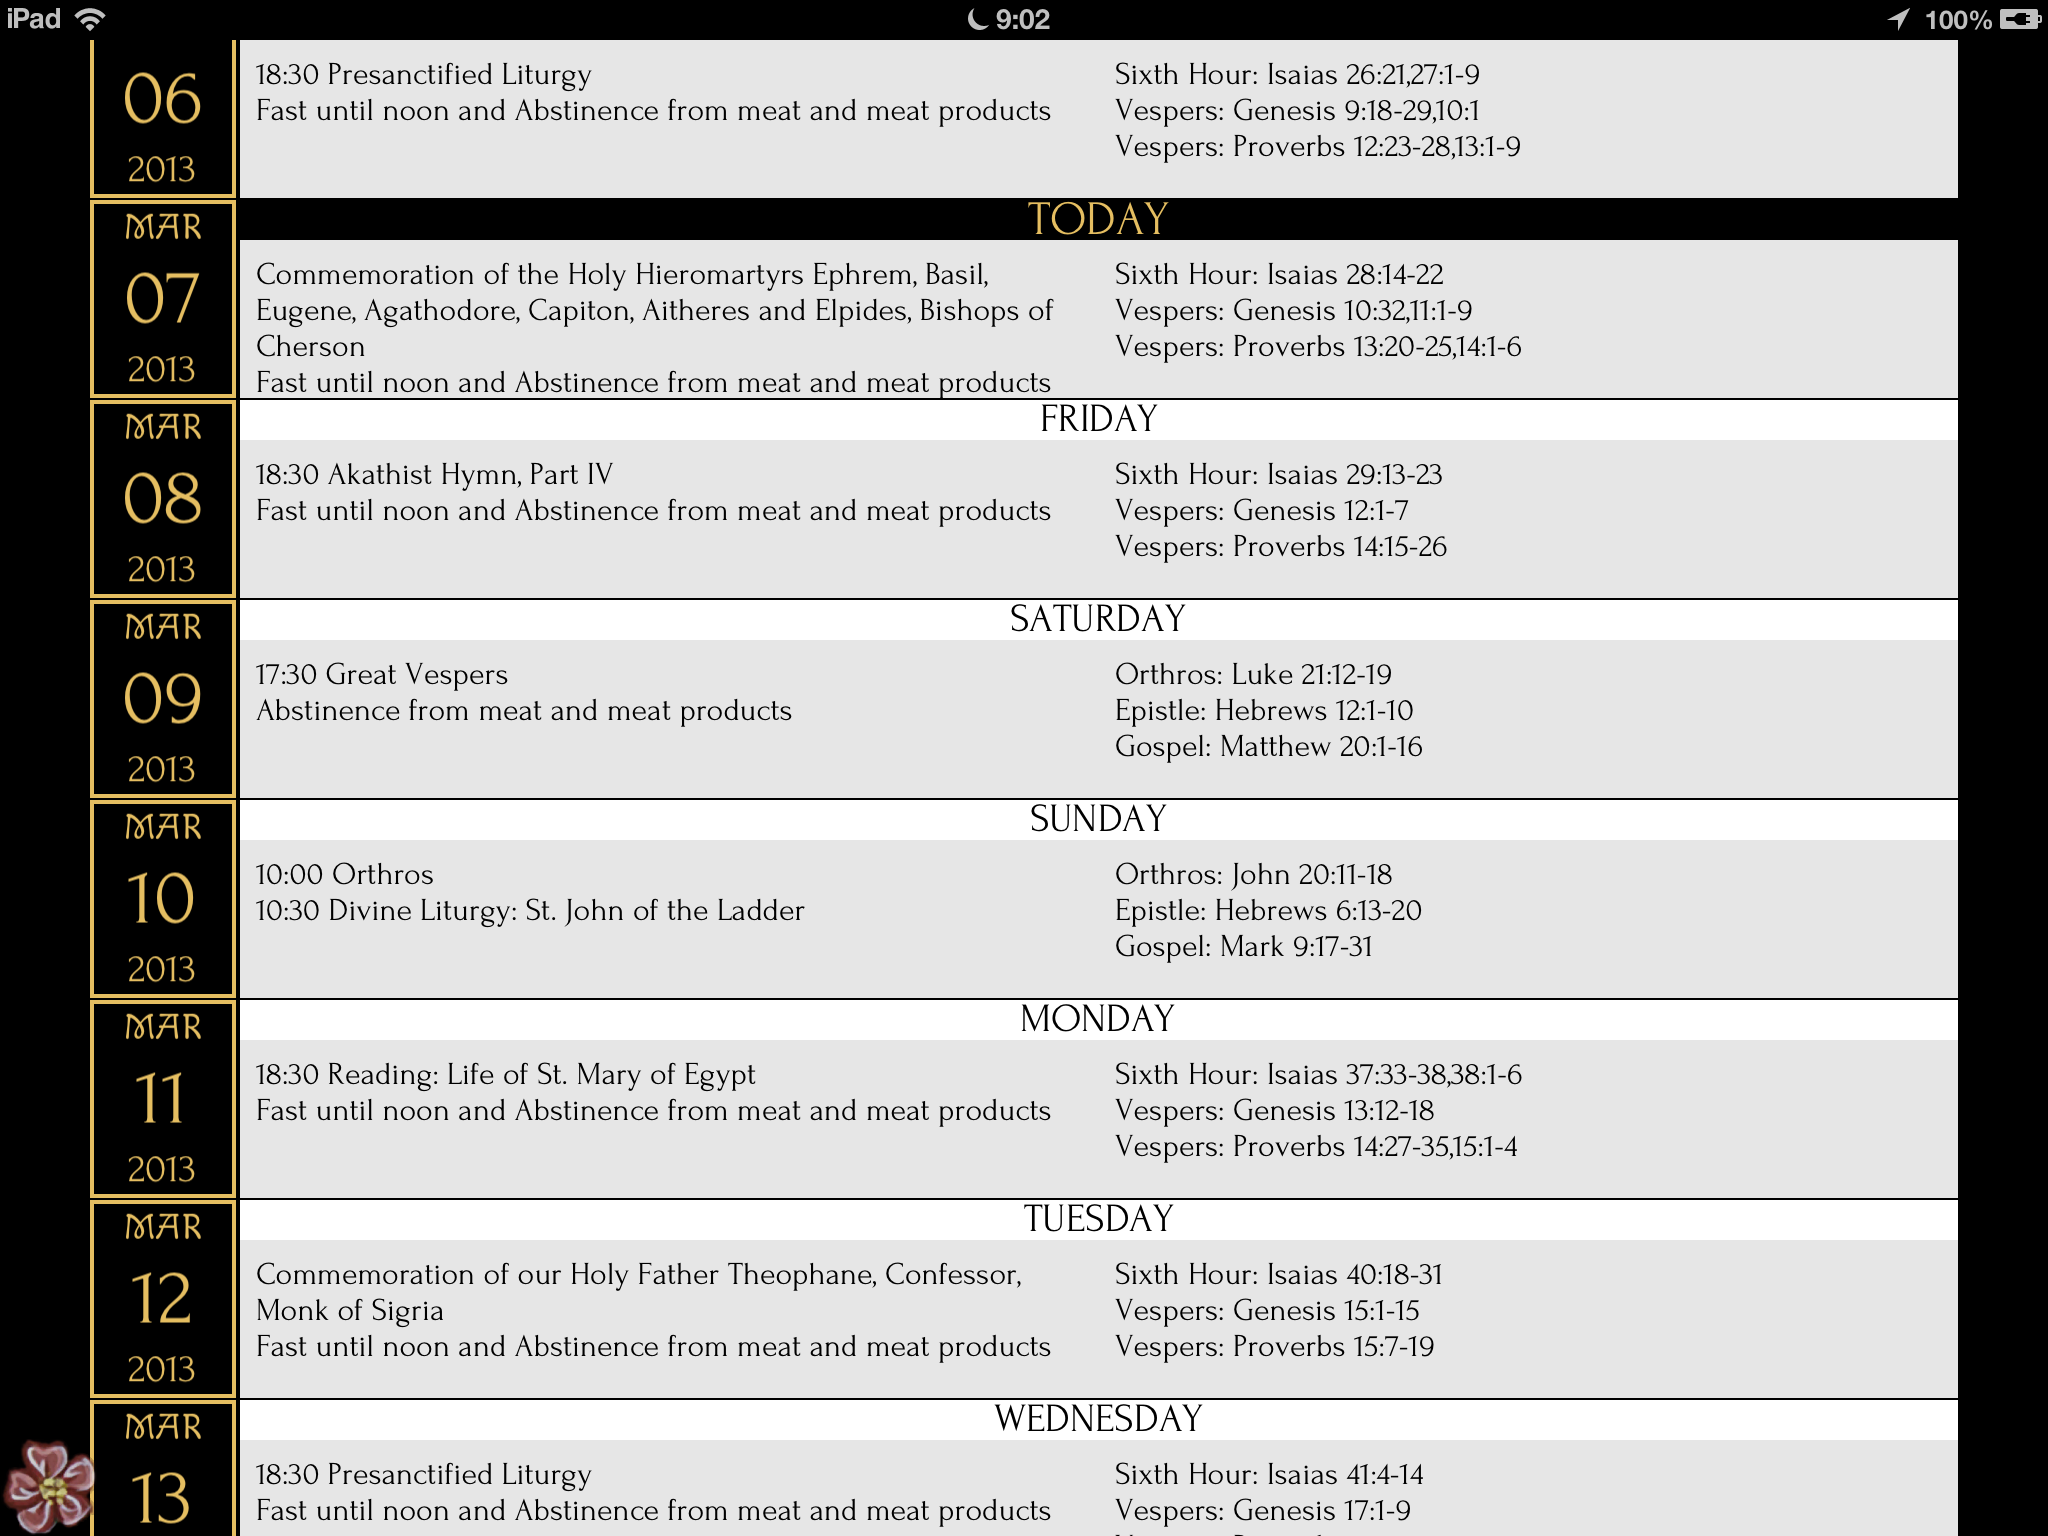 iPad 9:02 100%
06
2013
18:30 Presanctified Liturgy
Fast until noon and Abstinence from meat and meat products
Sixth Hour: Isaias 26:21,27:1-9
Vespers: Genesis 9:18-29,10:1
Vespers: Proverbs 12:23-28,13:1-9
TODAY
MAR
07
2013
Commemoration of the Holy Hieromartyrs Ephrem, Basil,
Eugene, Agathodore, Capiton, Aitheres and Elpides, Bishops of
Cherson
Fast until noon and Abstinence from meat and meat products
Sixth Hour: Isaias 28:14-22
Vespers: Genesis 10:32,11:1-9
Vespers: Proverbs 13:20-25,14:1-6
FRIDAY
MAR
08
2013
18:30 Akathist Hymn, Part IV
Fast until noon and Abstinence from meat and meat products
Sixth Hour: Isaias 29:13-23
Vespers: Genesis 12:1-7
Vespers: Proverbs 14:15-26
SATURDAY
MAR
09
2013
17:30 Great Vespers
Abstinence from meat and meat products
Orthros: Luke 21:12-19
Epistle: Hebrews 12:1-10
Gospel: Matthew 20:1-16
SUNDAY
MAR
10
2013
10:00 Orthros
10:30 Divine Liturgy: St. John of the Ladder
Orthros: John 20:11-18
Epistle: Hebrews 6:13-20
Gospel: Mark 9:17-31
MONDAY
MAR
11
2013
18:30 Reading: Life of St. Mary of Egypt
Fast until noon and Abstinence from meat and meat products
Sixth Hour: Isaias 37:33-38,38:1-6
Vespers: Genesis 13:12-18
Vespers: Proverbs 14:27-35,15:1-4
TUESDAY
MAR
12
2013
Commemoration of our Holy Father Theophane, Confessor,
Monk of Sigria
Fast until noon and Abstinence from meat and meat products
Sixth Hour: Isaias 40:18-31
Vespers: Genesis 15:1-15
Vespers: Proverbs 15:7-19
WEDNESDAY
MAR
13
18:30 Presanctified Liturgy
Fast until noon and Abstinence from meat and meat products
Sixth Hour: Isaias 41:4-14
Vespers: Genesis 17:1-9